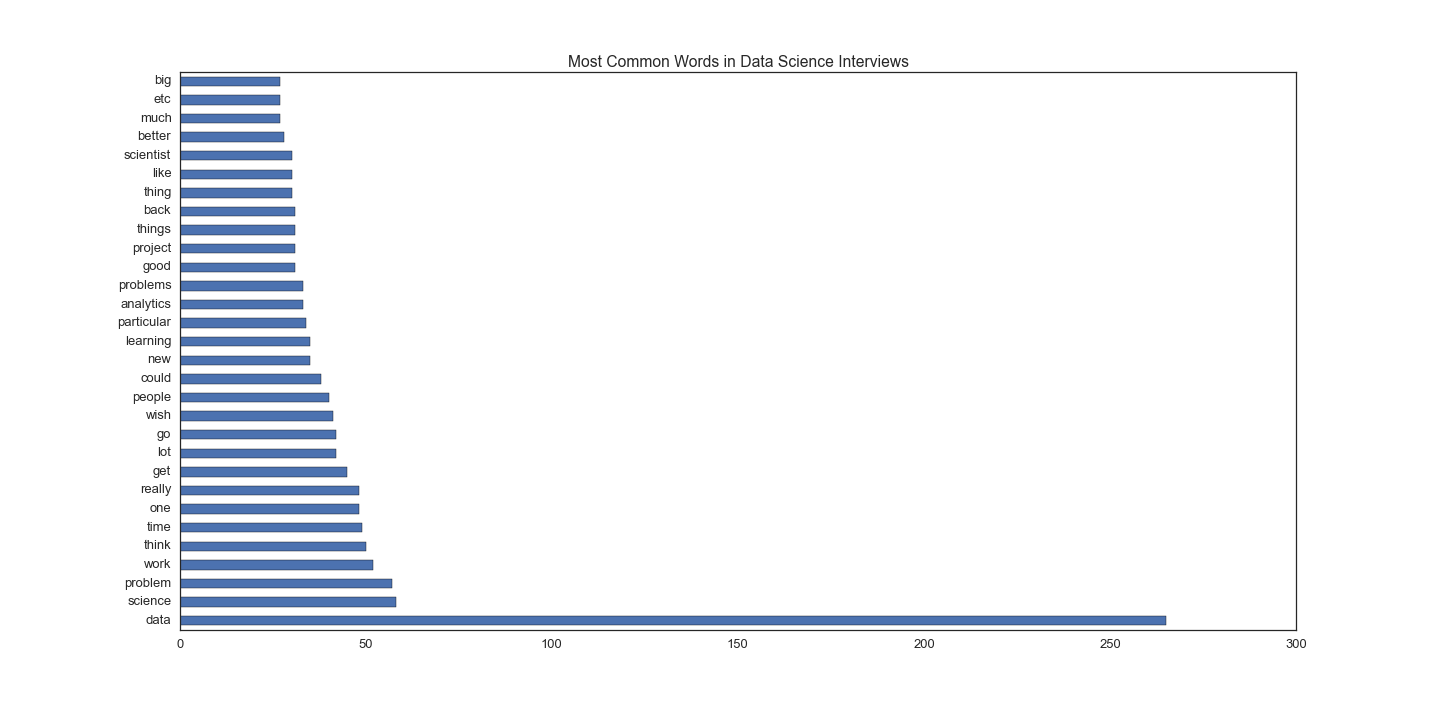 Most Common Words in Data Science Interviews
big
etc
much
better
scientist
like
thing
back
things
project
good
problems
analytics
particular
learning
new
could
people
wish
go
lot
get
really
one
time
think
work
problem
science
data
0 50 100 150 200 250 300